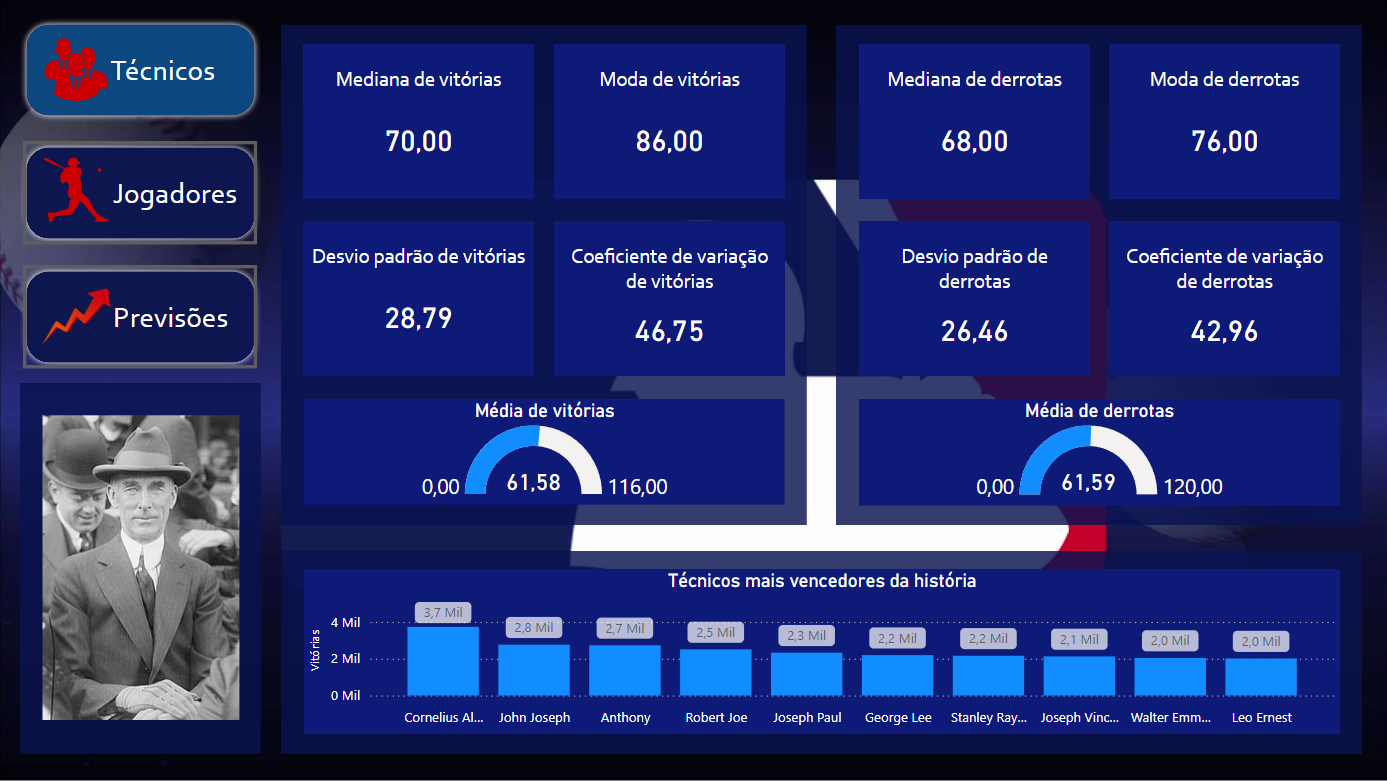 Técnicos
Jogadores
Previsões
Mediana de vitórias
70,00
Moda de vitórias
86,00
Desvio padrão de vitórias
28,79
Coeficiente de variação
de vitórias
46,75
Média de vitórias
0,00
61,58
116,00
Mediana de derrotas
68,00
Moda de derrotas
76,00
Desvio padrão de
derrotas
26,46
Coeficiente de variação
de derrotas
42,96
Média de derrotas
0,00
61,59
120,00
Técnicos mais vencedores da história
Vitórias
4 Mil
2 Mil
0 Mil
3,7 Mil
2,8 Mil
2,7 Mil
2,5 Mil
2,3 Mil
2,2 Mil
2,2 Mil
2,1 Mil
2,0 Mil
2,0 Mil
Cornelius Al...
John Joseph
Anthony
Robert Joe
Joseph Paul
George Lee
Stanley Ray...
Joseph Vinc...
Walter Emm...
Leo Ernest